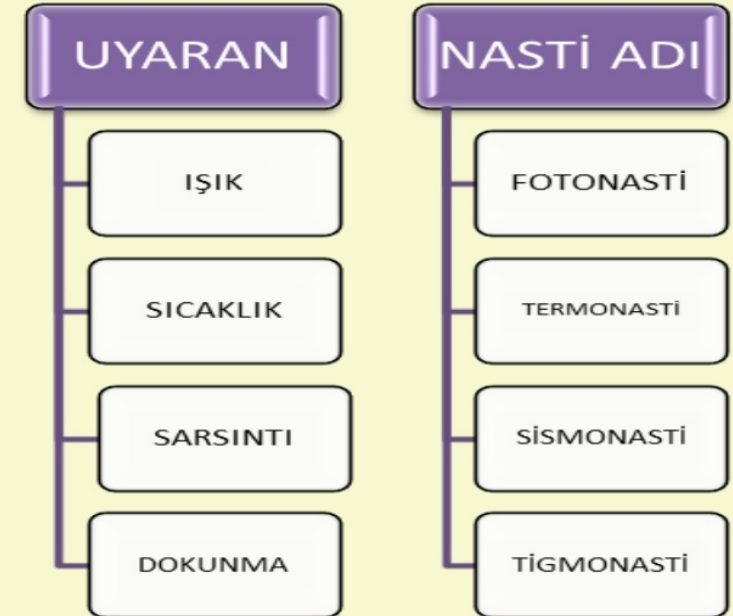 UYARAN
IŞIK
SICAKLIK
SARSINTI
DOKUNMA
NASTİ ADI
FOTONASTİ
TERMONASTİ
SİSMONASTİ
TİGMONASTİ